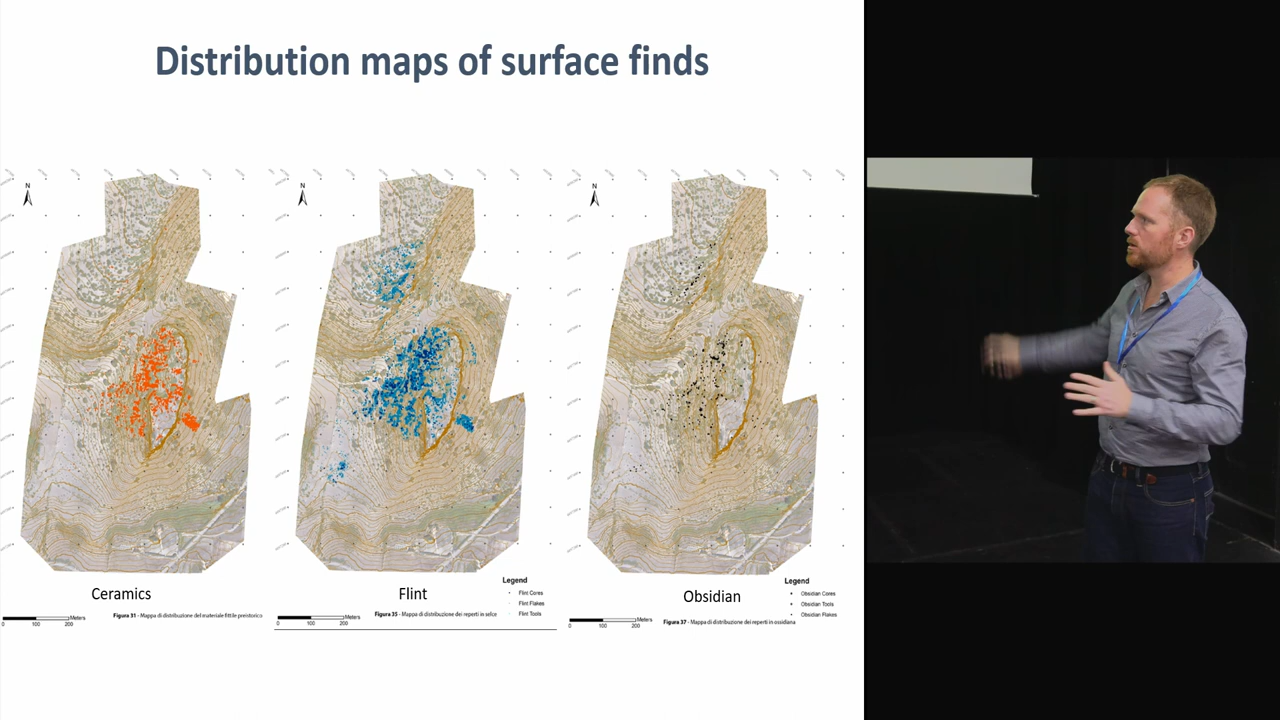 Distribution maps of surface finds
N
N
N
Ceramics
Flint
Obsidian
Legend
Flint Cores
Flint Flakes
Flint Tools
Legend
Obsidian Cores
Obsidian Tools
Obsidian Flakes
Meters
0 100 200
Figura 31 - Mappa di distribuzione del materiale fittile preistorico
Meters
0 100 200
Figura 35 - Mappa di distribuzione dei reperti in selce
Meters
0 100 200
Figura 37 - Mappa di distribuzione dei reperti in ossidiana